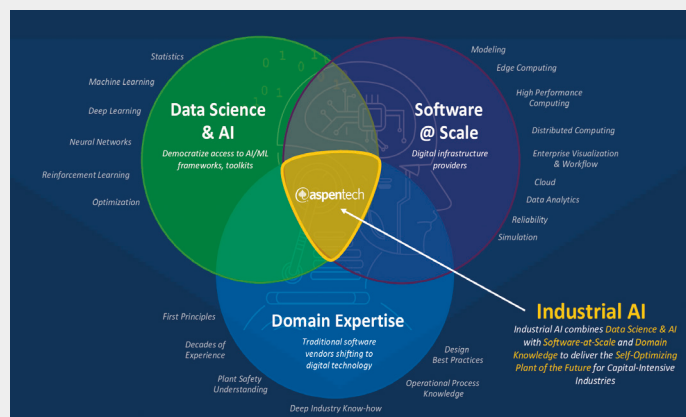 Statistics
Machine Learning
Deep Learning
Neural Networks
Reinforcement Learning
Optimization
Data Science
& AI
Democratize access to AI/ML
frameworks, toolkits
Software
@ Scale
Digital infrastructure
providers
Modeling
Edge Computing
High Performance
Computing
Distributed Computing
Enterprise Visualization
& Workflow
Cloud
Data Analytics
Reliability
Simulation
aspentech
Domain Expertise
Traditional software
vendors shifting to
digital technology
First Principles
Decades of
Experience
Plant Safety
Understanding
Deep Industry Know-how
Design
Best Practices
Operational Process
Knowledge
Industrial AI
Industrial AI combines Data Science & AI
with Software-at-Scale and Domain
Knowledge to deliver the Self-Optimizing
Plant of the Future for Capital-Intensive
Industries